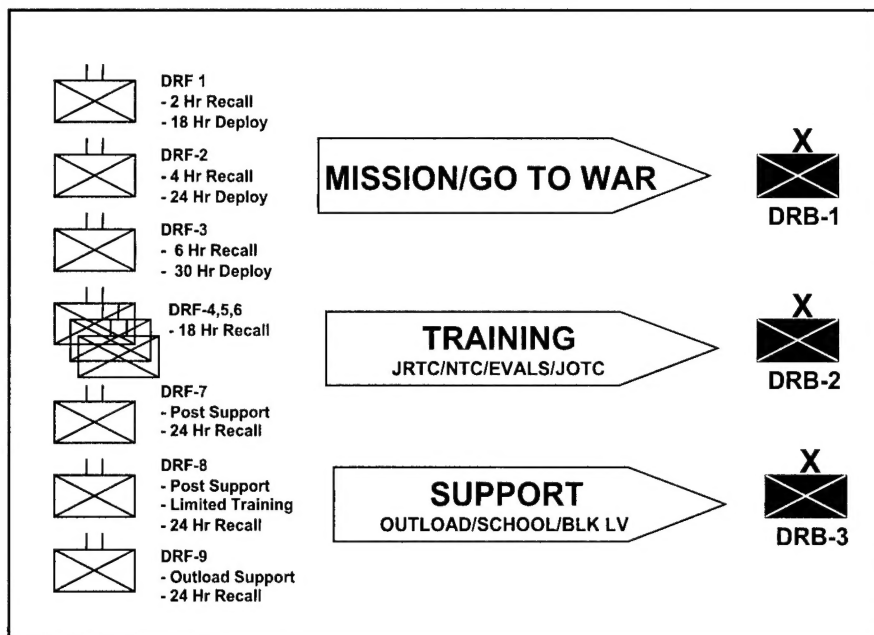 DRF 1
- 2 Hr Recall
- 18 Hr Deploy
DRF-2
- 4 Hr Recall
- 24 Hr Deploy
DRF-3
- 6 Hr Recall
- 30 Hr Deploy
DRF-4,5,6
- 18 Hr Recall
DRF-7
- Post Support
- 24 Hr Recall
DRF-8
- Post Support
- Limited Training
- 24 Hr Recall
DRF-9
- Outload Support
- 24 Hr Recall
MISSION/GO TO WAR
X
DRB-1
TRAINING
JRTC/NTC/EVALS/JOTC
X
DRB-2
SUPPORT
OUTLOAD/SCHOOL/BLK LV
X
DRB-3